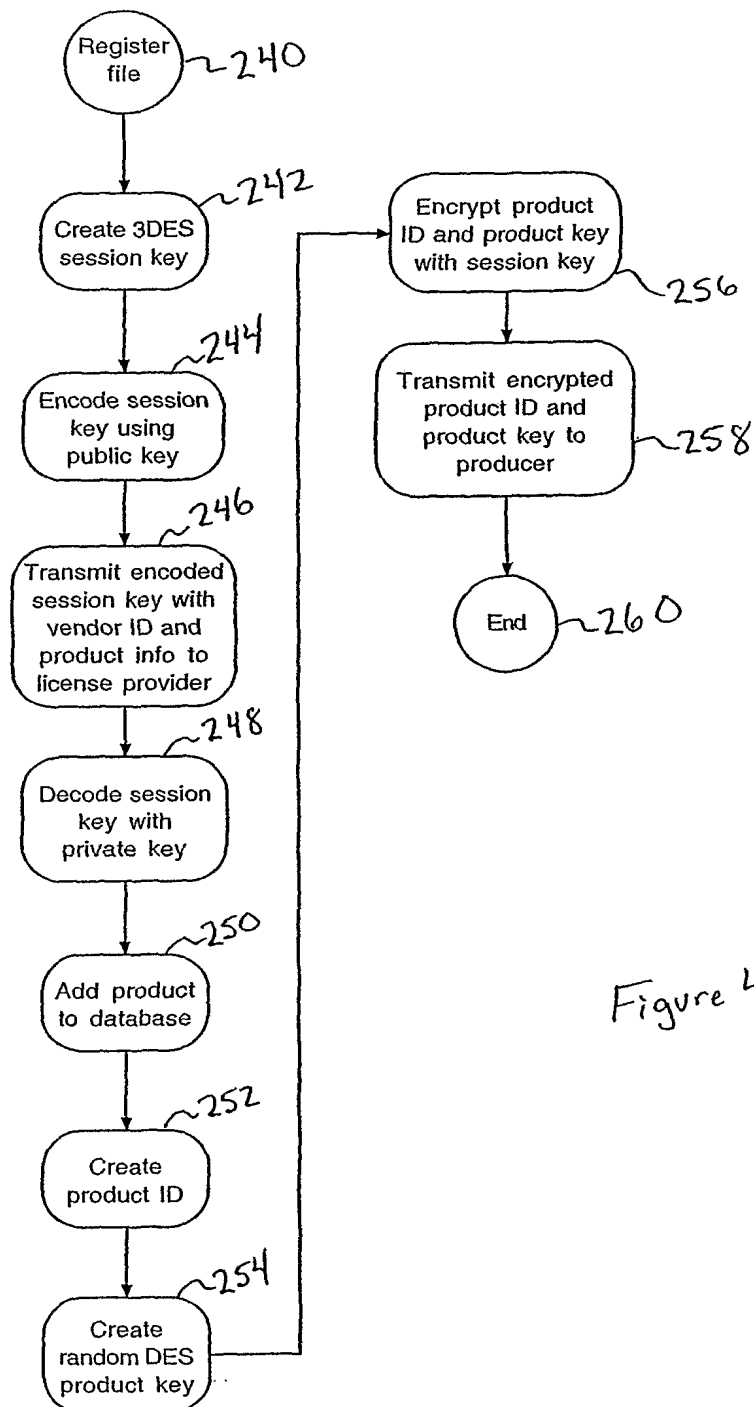 Register
file
240
Create 3DES
session key
242
Encode session
key using
public key
244
Transmit encoded
session key with
vendor ID and
product info to
license provider
246
Decode session
key with
private key
248
Add product
to database
250
Create
product ID
252
Create
random DES
product key
254
Encrypt product
ID and product key
with session key
256
Transmit encrypted
product ID and
product key to
producer
258
End
260
Figure 4